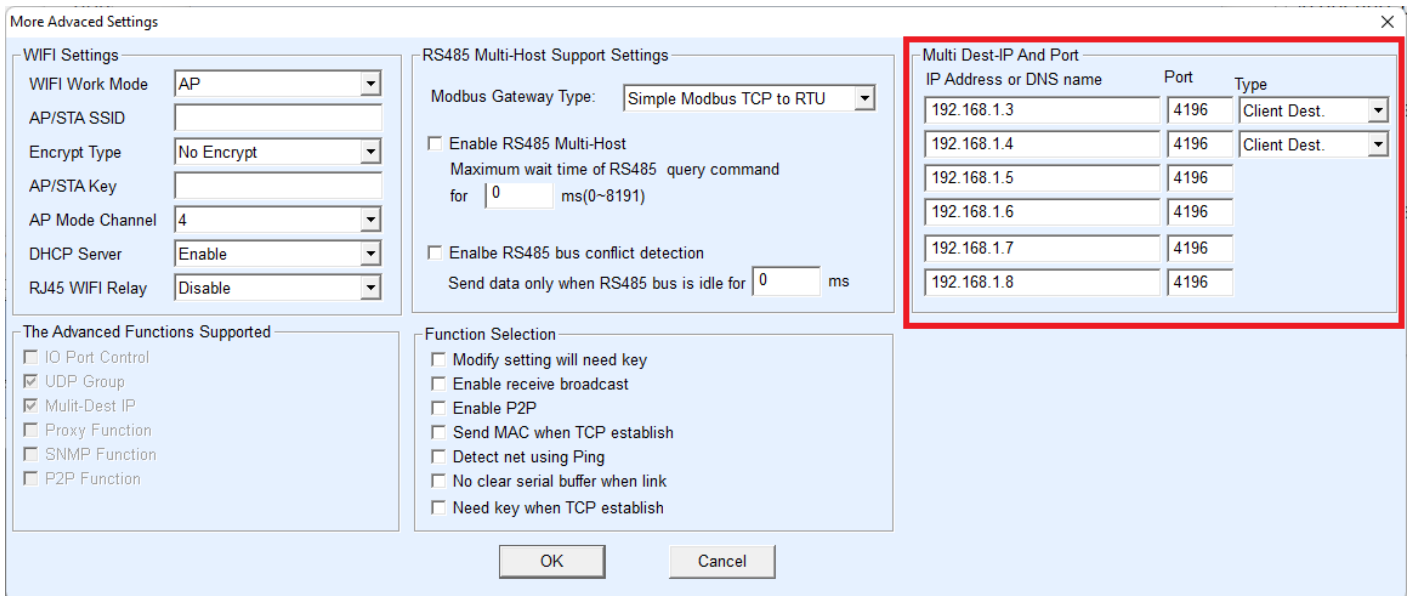 More Advaced Settings
WIFI Settings
WIFI Work Mode AP
AP/STA SSID
Encrypt Type No Encrypt
AP/STA Key
AP Mode Channel 4
DHCP Server Enable
RJ45 WIFI Relay Disable
RS485 Multi-Host Support Settings
Modbus Gateway Type: Simple Modbus TCP to RTU
Enable RS485 Multi-Host
Maximum wait time of RS485 query command
for 0 ms(0~8191)
Enalbe RS485 bus conflict detection
Send data only when RS485 bus is idle for 0 ms
Multi Dest-IP And Port
IP Address or DNS name Port Type
192.168.1.3 4196 Client Dest.
192.168.1.4 4196 Client Dest.
192.168.1.5 4196
192.168.1.6 4196
192.168.1.7 4196
192.168.1.8 4196
The Advanced Functions Supported
IO Port Control
UDP Group
Mulit-Dest IP
Proxy Function
SNMP Function
P2P Function
Function Selection
Modify setting will need key
Enable receive broadcast
Enable P2P
Send MAC when TCP establish
Detect net using Ping
No clear serial buffer when link
Need key when TCP establish
OK Cancel